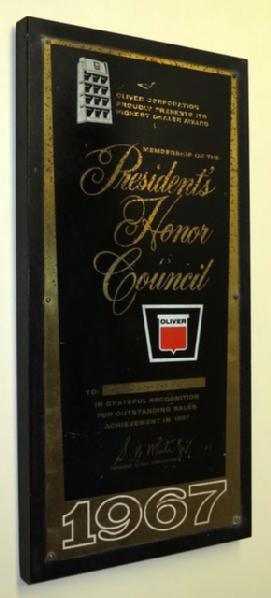 OLIVER CORPORATION
PROUDLY PRESENTS ITS
HIGHEST DEALER AWARD
MEMBERSHIP OF THE
President's
Honor
Council
OLIVER
TO:
IN GRATEFUL RECOGNITION
FOR OUTSTANDING SALES
ACHIEVEMENT IN 1967
1967